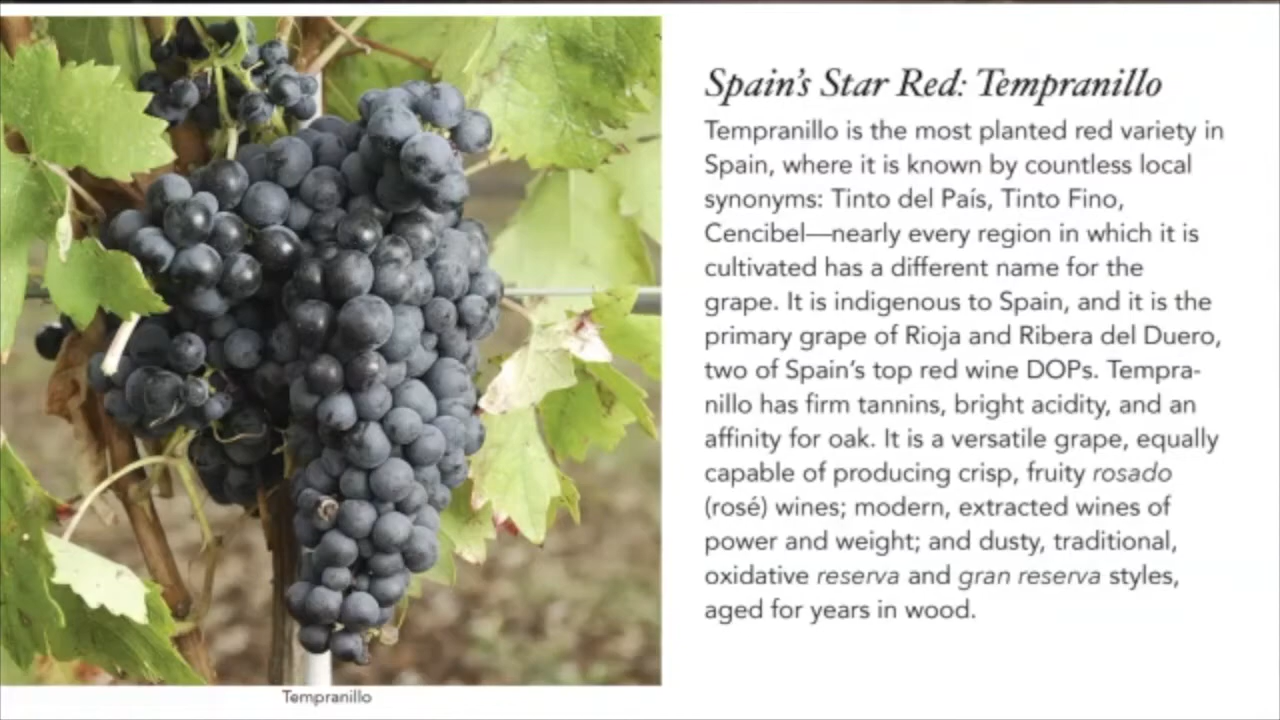 Spain's Star Red: Tempranillo
Tempranillo is the most planted red variety in
Spain, where it is known by countless local
synonyms: Tinto del País, Tinto Fino,
Cencibel—nearly every region in which it is
cultivated has a different name for the
grape. It is indigenous to Spain, and it is the
primary grape of Rioja and Ribera del Duero,
two of Spain's top red wine DOPs. Tempra-
nillo has firm tannins, bright acidity, and an
affinity for oak. It is a versatile grape, equally
capable of producing crisp, fruity rosado
(rosé) wines; modern, extracted wines of
power and weight; and dusty, traditional,
oxidative reserva and gran reserva styles,
aged for years in wood.
Tempranillo